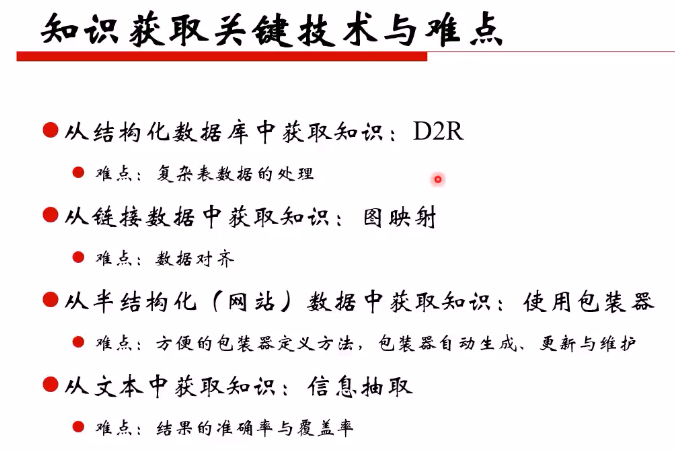 知识获取关键技术与难点
从结构化数据库中获取知识：D2R
难点：复杂表数据的处理
从链接数据中获取知识：图映射
难点：数据对齐
从半结构化（网站）数据中获取知识：使用包装器
难点：方便的包装器定义方法，包装器自动生成、更新与维护
从文本中获取知识：信息抽取
难点：结果的准确率与覆盖率